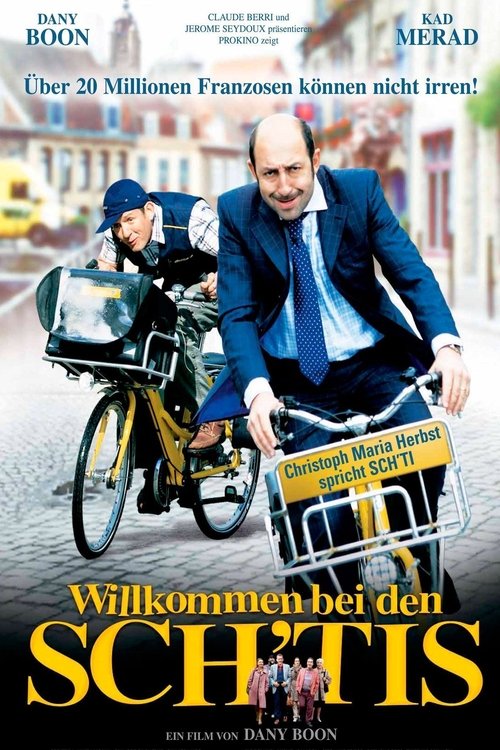 DANY
BOON
CLAUDE BERRI und
JEROME SEYDOUX präsentieren
PROKINO zeigt
KAD
MERAD
Über 20 Millionen Franzosen können nicht irren!
Christoph Maria Herbst
spricht SCH'TI
Willkommen bei den
SCH'TIS
EIN FILM VON DANY BOON